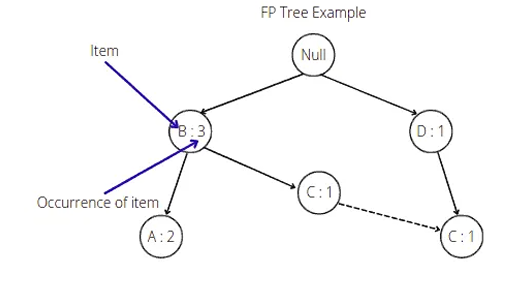 FP Tree Example
Null
Item
B : 3
D : 1
C : 1
Occurrence of item
A : 2
C : 1